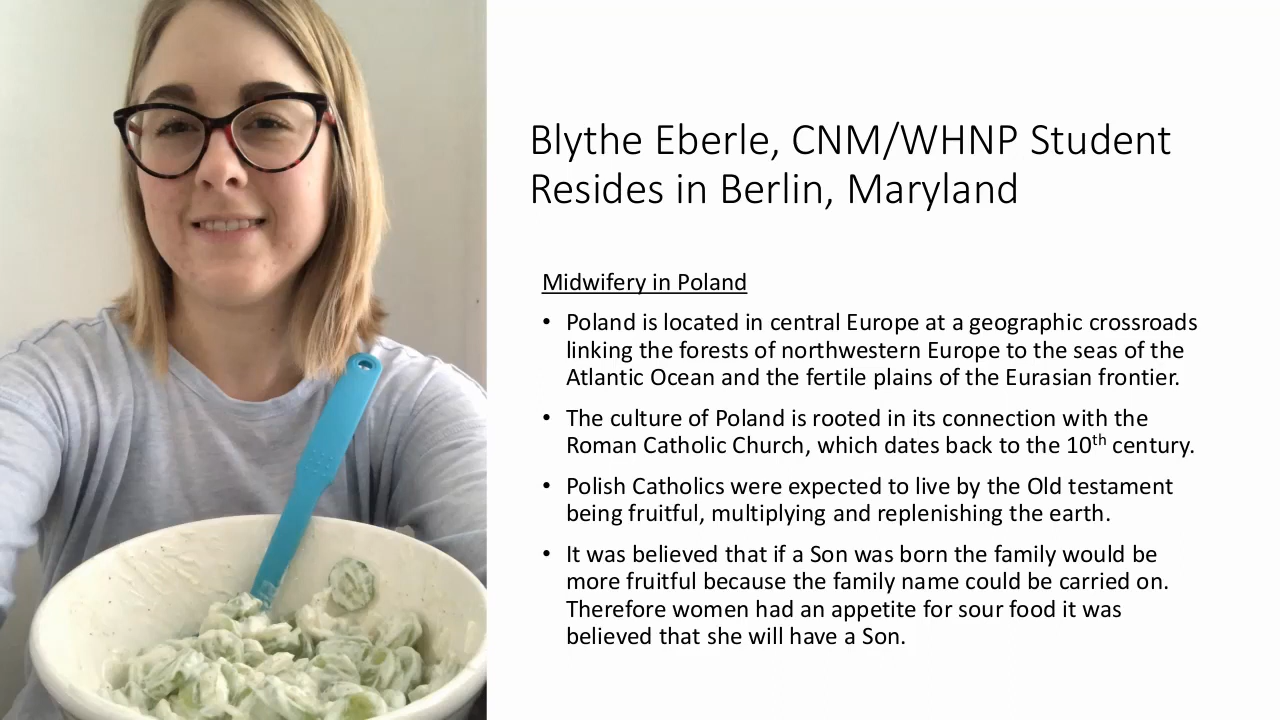 Blythe Eberle, CNM/WHNP Student
Resides in Berlin, Maryland
Midwifery in Poland
• Poland is located in central Europe at a geographic crossroads
linking the forests of northwestern Europe to the seas of the
Atlantic Ocean and the fertile plains of the Eurasian frontier.
• The culture of Poland is rooted in its connection with the
Roman Catholic Church, which dates back to the 10th century.
• Polish Catholics were expected to live by the Old testament
being fruitful, multiplying and replenishing the earth.
• It was believed that if a Son was born the family would be
more fruitful because the family name could be carried on.
Therefore women had an appetite for sour food it was
believed that she will have a Son.